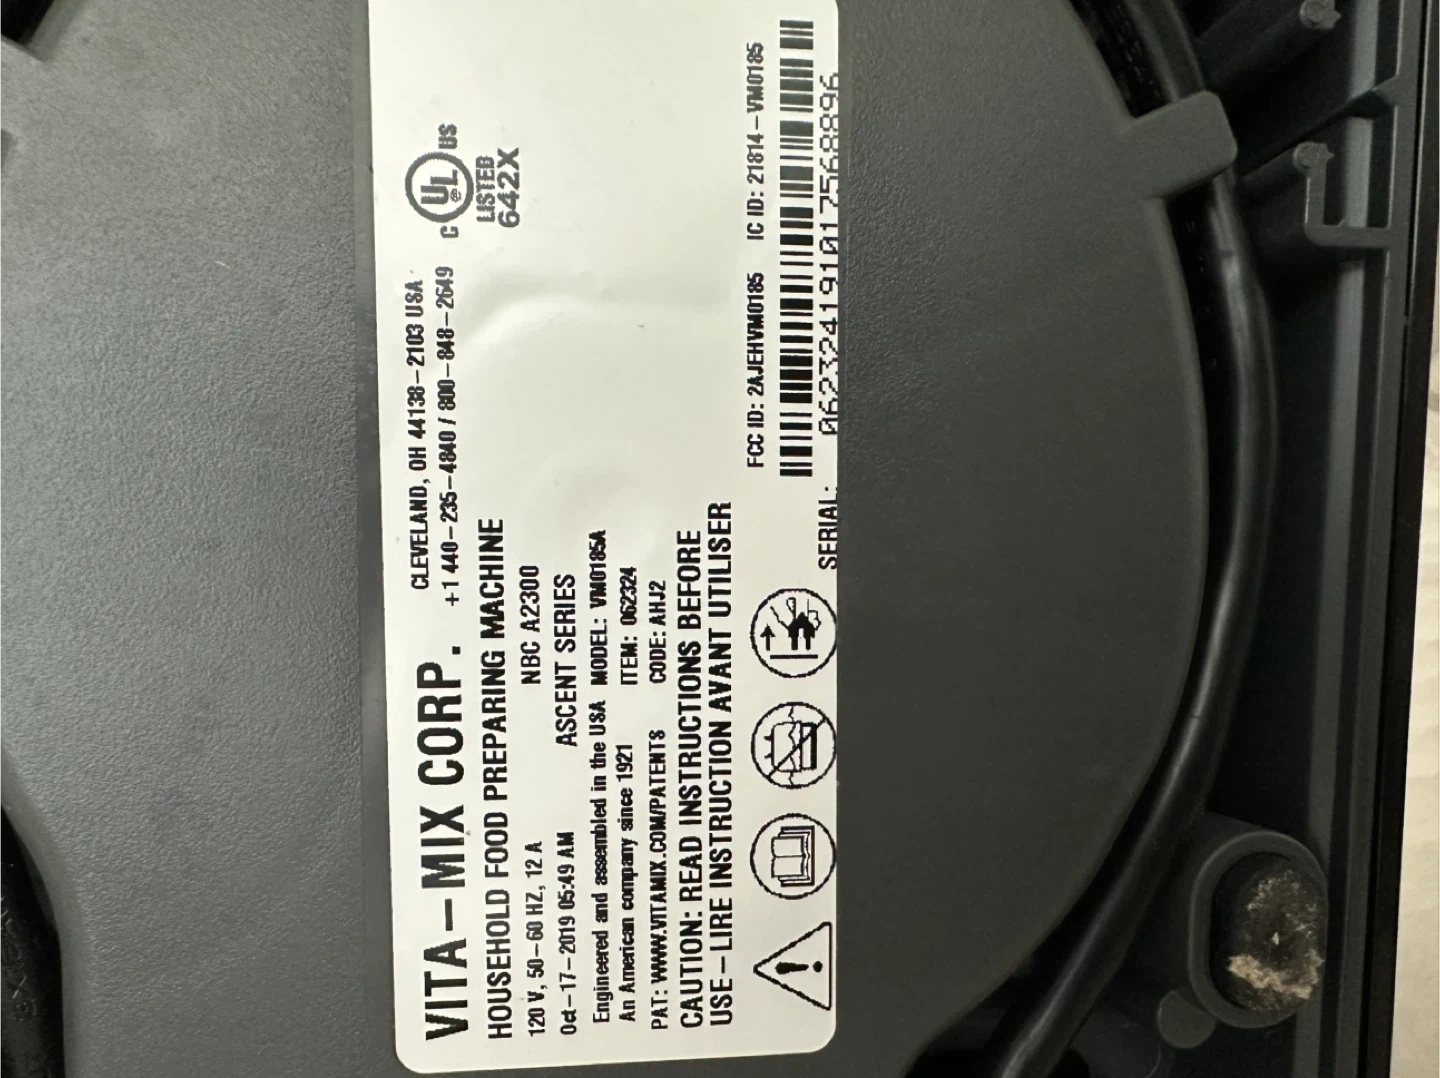 VITA-MIX CORP.
CLEVELAND, OH 44138-2103 USA
+1 440-235-4840 / 800-848-2649
C UL US
LISTED
642X
HOUSEHOLD FOOD PREPARING MACHINE
120 V, 50-60 HZ, 12 A NBC A2300
Oct-17-2019 05:49 AM ASCENT SERIES
Engineered and assembled in the USA MODEL: VM0185A
An American company since 1921 ITEM: 062324
PAT: WWW.VITAMIX.COM/PATENTS CODE: AHJ2
CAUTION: READ INSTRUCTIONS BEFORE
USE-LIRE INSTRUCTION AVANT UTILISER
FCC ID: 2AJEHVM0185 IC ID: 21814-VM0185
SERIAL: 062324191017568896